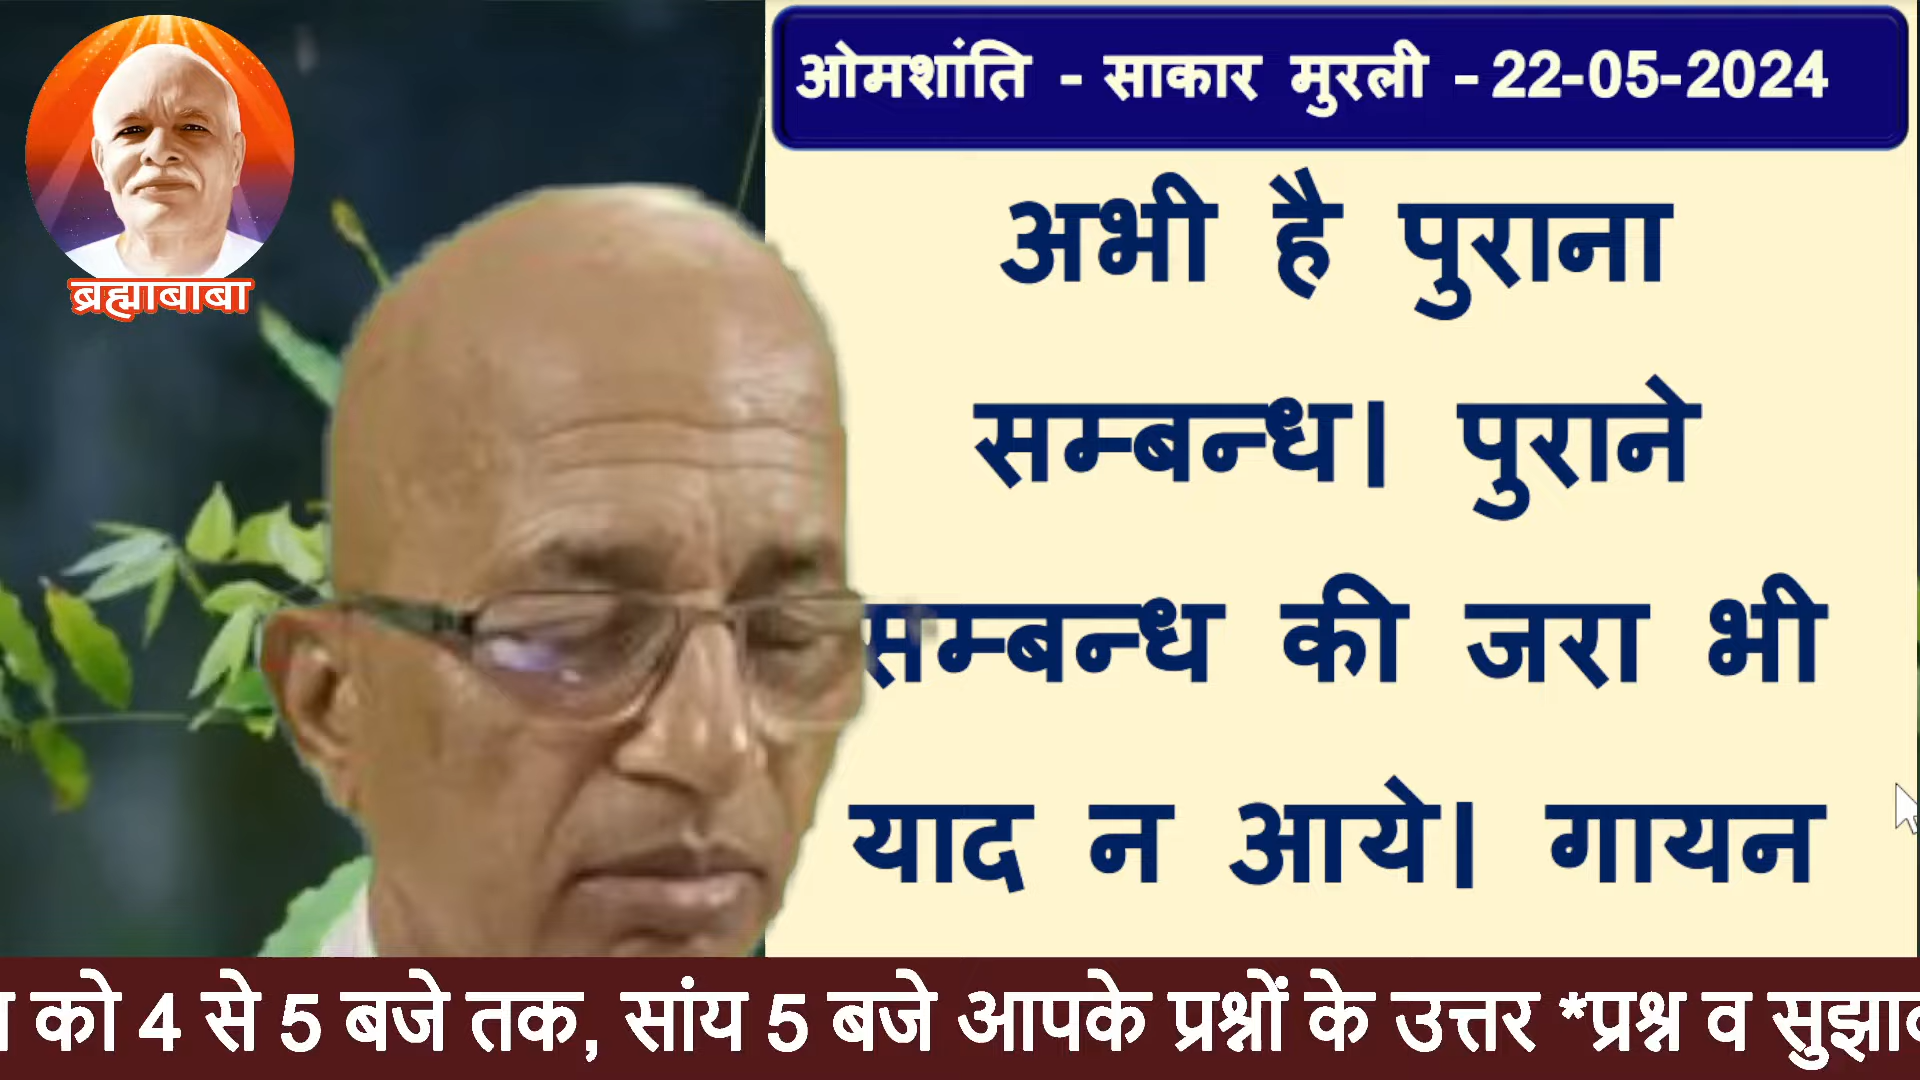 ओमशांति - साकार मुरली - 22-05-2024
ब्रह्माबाबा
अभी है पुराना
सम्बन्ध। पुराने
सम्बन्ध की जरा भी
याद न आये। गायन
को 4 से 5 बजे तक, सांय 5 बजे आपके प्रश्नों के उत्तर *प्रश्न व